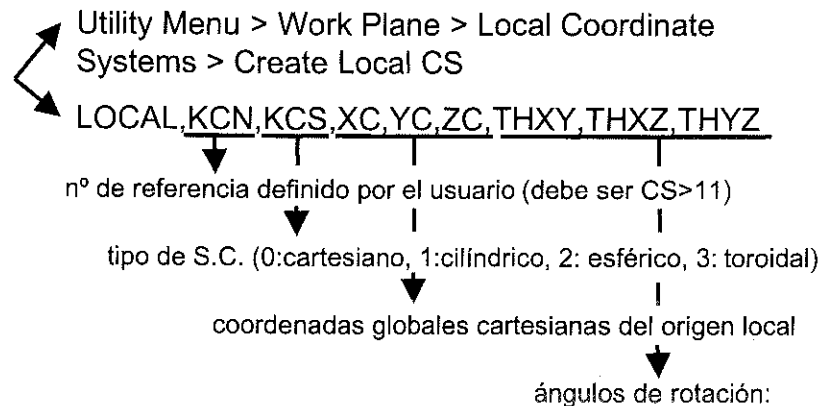 Utility Menu > Work Plane > Local Coordinate
Systems > Create Local CS
LOCAL,KCN,KCS,XC,YC,ZC,THXY,THXZ,THYZ
nº de referencia definido por el usuario (debe ser CS>11)
tipo de S.C. (0:cartesiano, 1:cilíndrico, 2: esférico, 3: toroidal)
coordenadas globales cartesianas del origen local
ángulos de rotación: